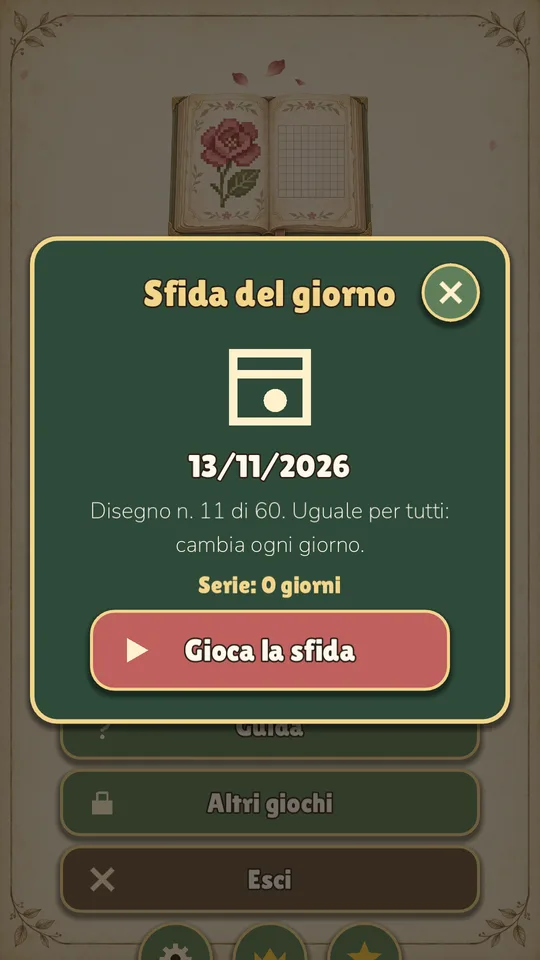 Sfida del giorno
13/11/2026
Disegno n. 11 di 60. Uguale per tutti:
cambia ogni giorno.
Serie: 0 giorni
Gioca la sfida
Guida
Altri giochi
Esci